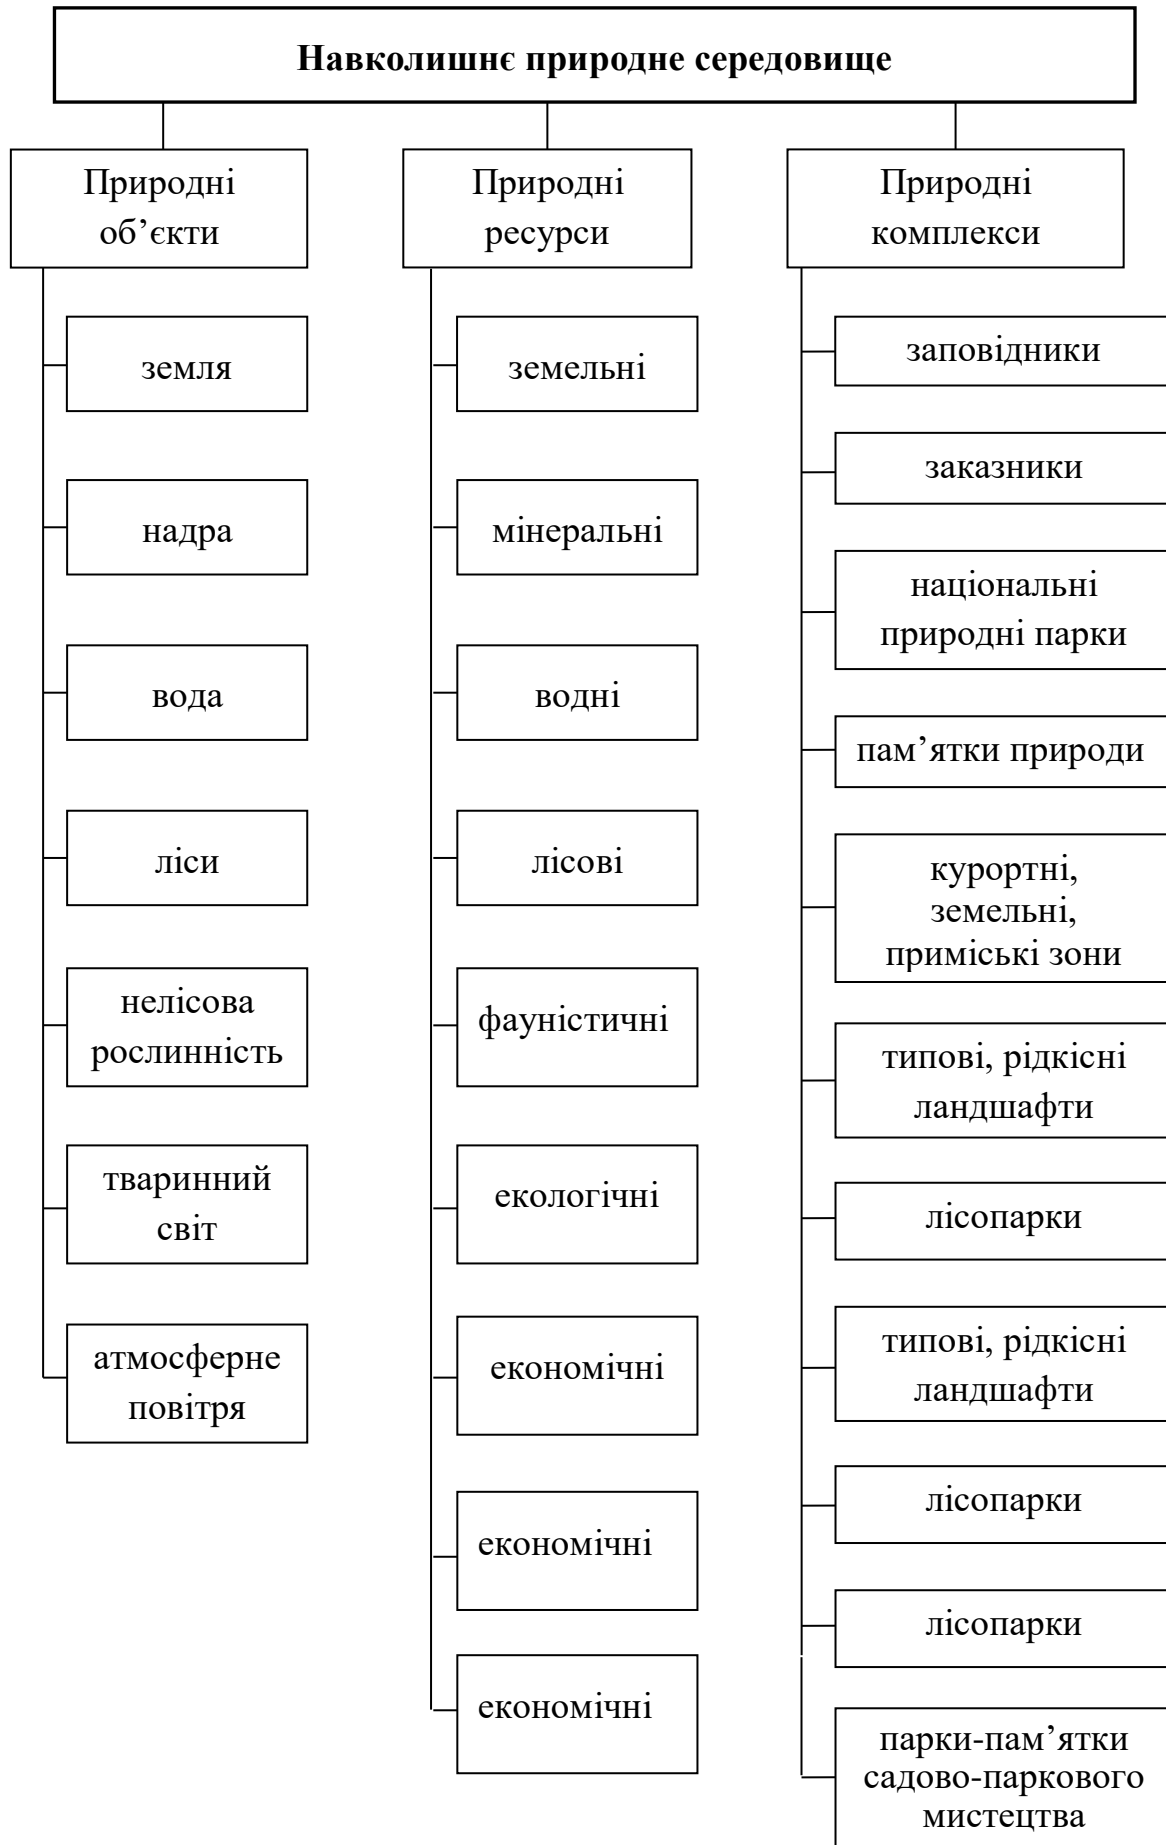 Навколишнє природне середовище
Природні
об’єкти
земля
надра
вода
ліси
нелісова
рослинність
тваринний
світ
атмосферне
повітря
Природні
ресурси
земельні
мінеральні
водні
лісові
фауністичні
екологічні
економічні
економічні
економічні
Природні
комплекси
заповідники
заказники
національні
природні парки
пам’ятки природи
курортні,
земельні,
приміські зони
типові, рідкісні
ландшафти
лісопарки
типові, рідкісні
ландшафти
лісопарки
лісопарки
парки-пам’ятки
садово-паркового
мистецтва